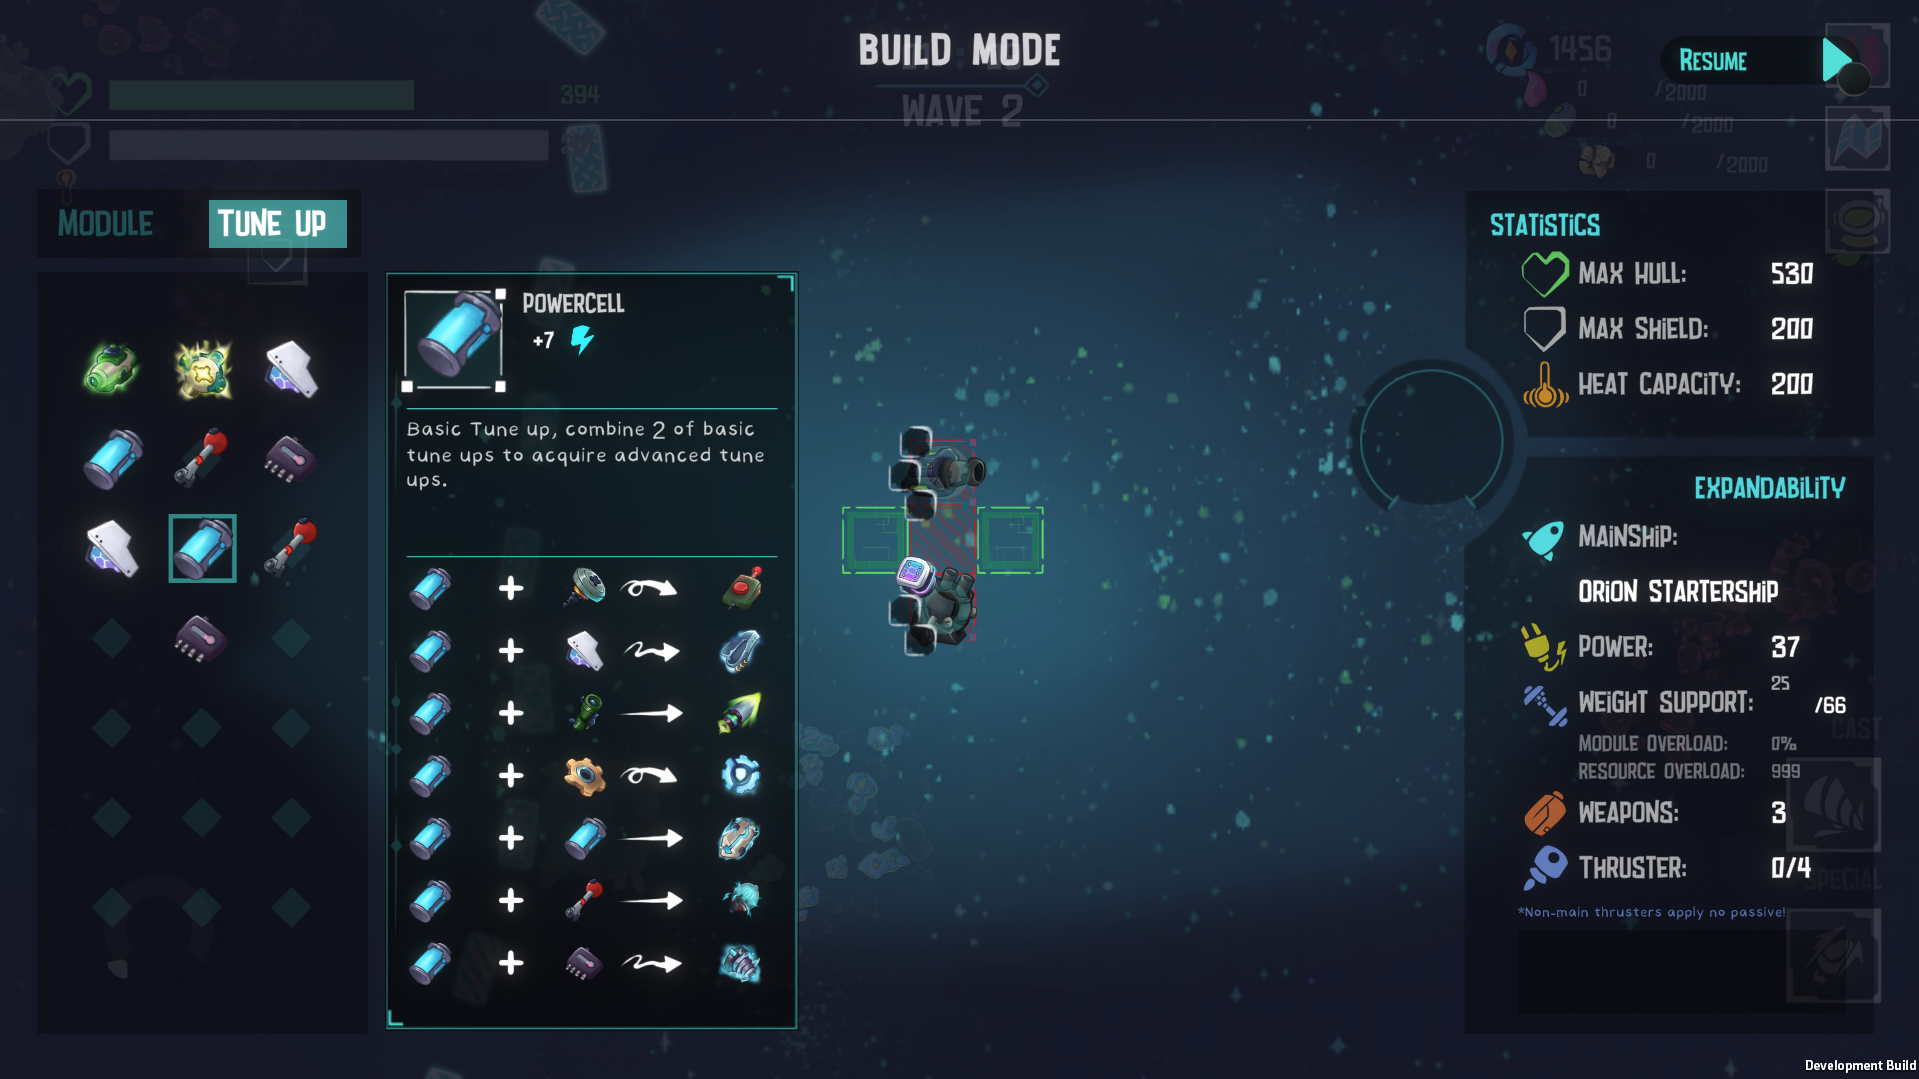 BUILD MODE
WAVE 2
394
1456
0 /2000
0 /2000
0 /2000
RESUME
MODULE
TUNE UP
POWERCELL
+7
Basic Tune up, combine 2 of basic
tune ups to acquire advanced tune
ups.
+
+
+
+
+
+
+
STATISTICS
MAX HULL: 530
MAX SHIELD: 200
HEAT CAPACITY: 200
EXPANDABILITY
MAINSHIP:
ORION STARTERSHIP
POWER: 37
WEIGHT SUPPORT: 25 /66
MODULE OVERLOAD: 0%
RESOURCE OVERLOAD: 999
WEAPONS: 3
THRUSTER: 0/4
*Non-main thrusters apply no passive!
CAST
SPECIAL
Development Build